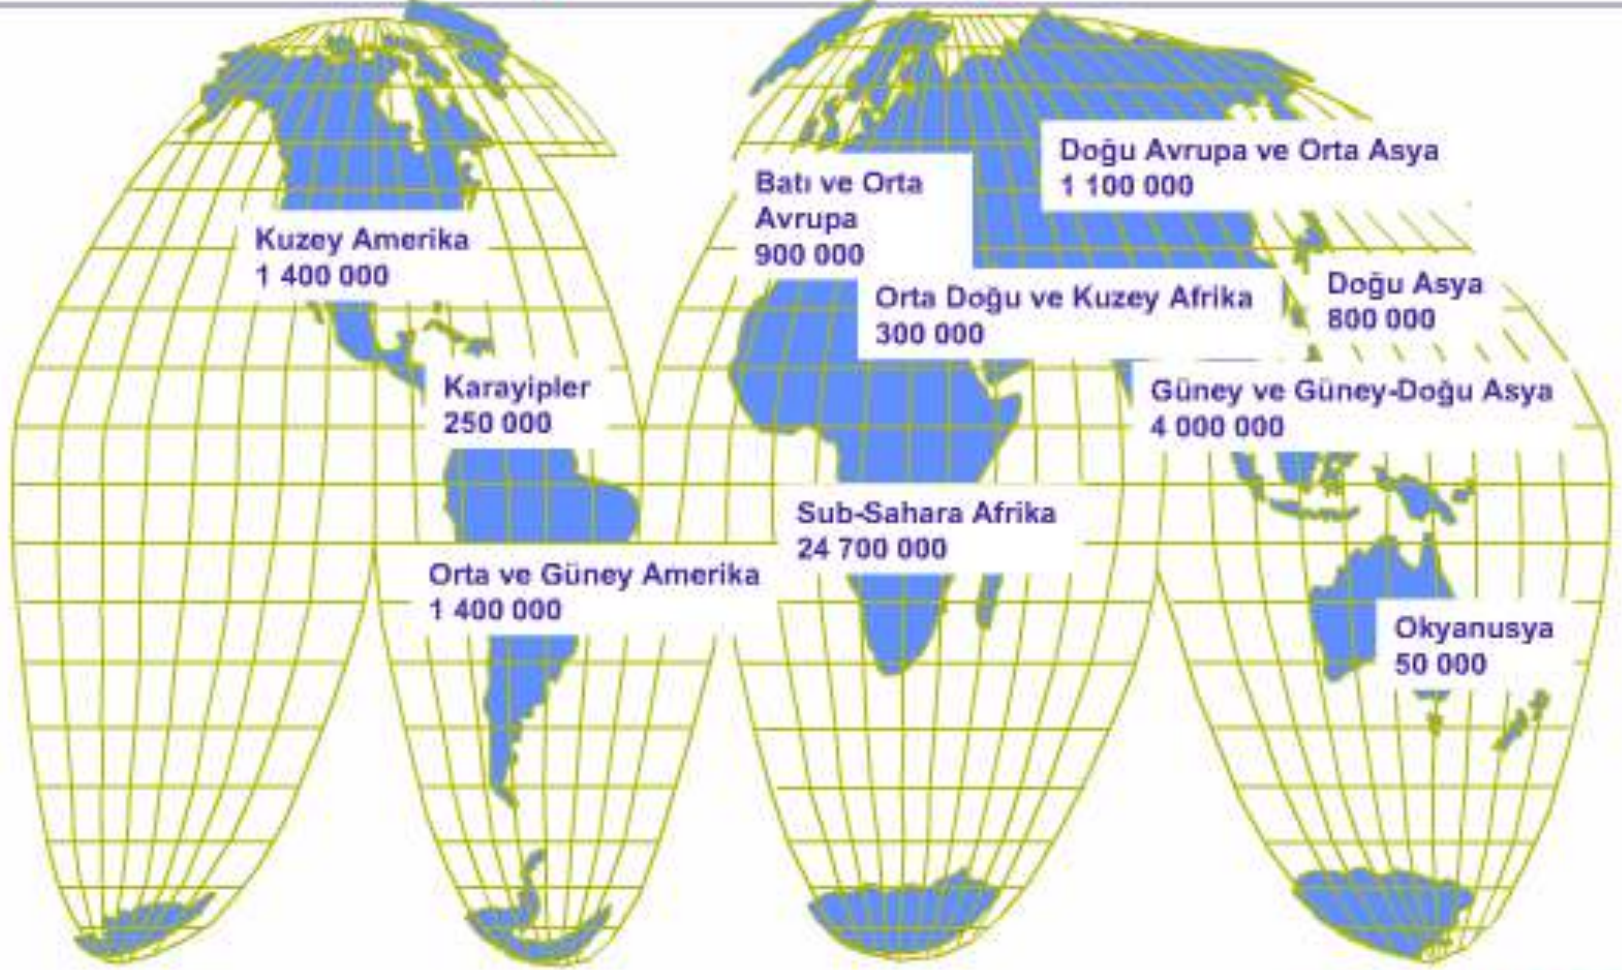 Doğu Avrupa ve Orta Asya
1 100 000
Batı ve Orta
Avrupa
900 000
Kuzey Amerika
1 400 000
Orta Doğu ve Kuzey Afrika
300 000
Doğu Asya
800 000
Karayipler
250 000
Güney ve Güney-Doğu Asya
4 000 000
Sub-Sahara Afrika
24 700 000
Orta ve Güney Amerika
1 400 000
Okyanusya
50 000